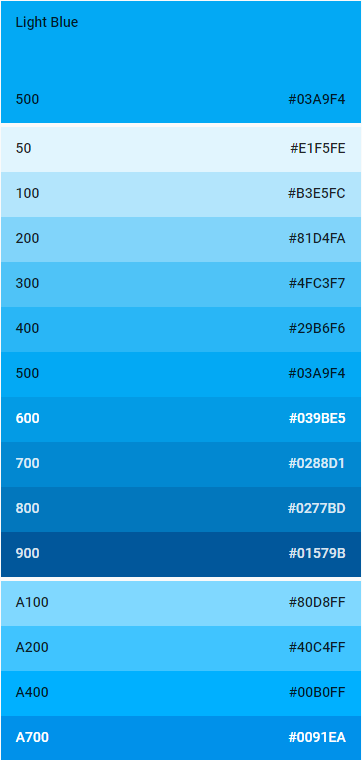 Light Blue
500 #03A9F4
50 #E1F5FE
100 #B3E5FC
200 #81D4FA
300 #4FC3F7
400 #29B6F6
500 #03A9F4
600 #039BE5
700 #0288D1
800 #0277BD
900 #01579B
A100 #80D8FF
A200 #40C4FF
A400 #00B0FF
A700 #0091EA